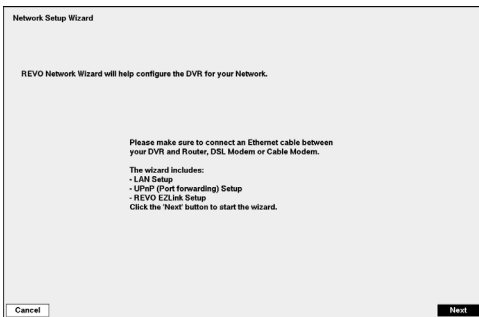 Network Setup Wizard
REVO Network Wizard will help configure the DVR for your Network.
Please make sure to connect an Ethernet cable between
your DVR and Router, DSL Modem or Cable Modem.
The wizard includes:
- LAN Setup
- UPnP (Port forwarding) Setup
- REVO EZLink Setup
Click the 'Next' button to start the wizard.
Cancel
Next